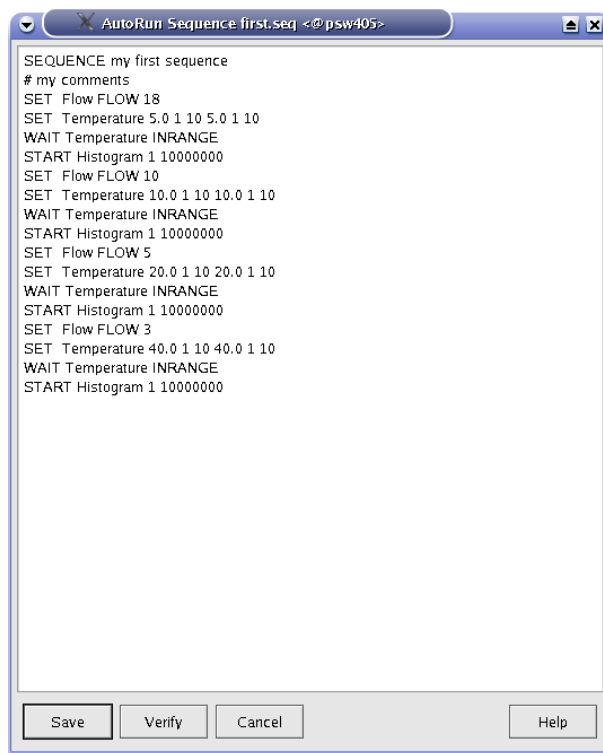 AutoRun Sequence first.seq <@psw405>
SEQUENCE my first sequence
# my comments
SET  Flow FLOW 18
SET  Temperature 5.0 1 10 5.0 1 10
WAIT Temperature INRANGE
START Histogram 1 10000000
SET  Flow FLOW 10
SET  Temperature 10.0 1 10 10.0 1 10
WAIT Temperature INRANGE
START Histogram 1 10000000
SET  Flow FLOW 5
SET  Temperature 20.0 1 10 20.0 1 10
WAIT Temperature INRANGE
START Histogram 1 10000000
SET  Flow FLOW 3
SET  Temperature 40.0 1 10 40.0 1 10
WAIT Temperature INRANGE
START Histogram 1 10000000
Save Verify Cancel Help